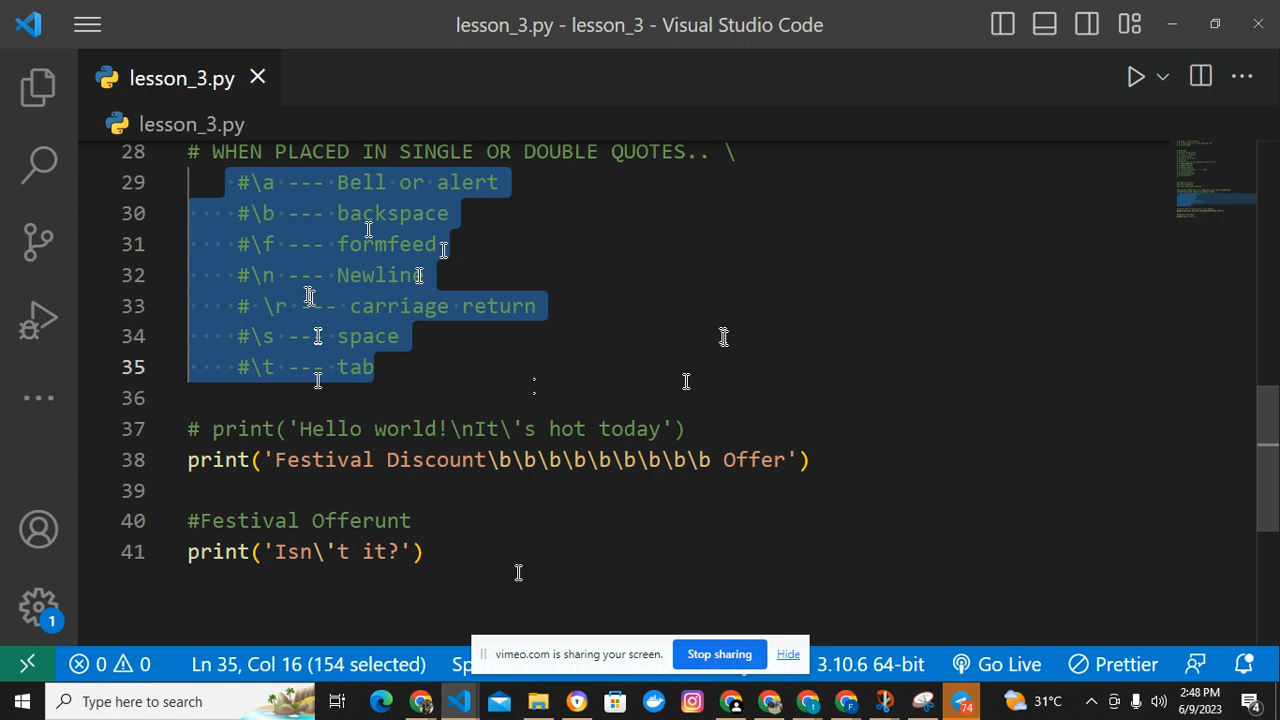 lesson_3.py - lesson_3 - Visual Studio Code
lesson_3.py
lesson_3.py
28 # WHEN PLACED IN SINGLE OR DOUBLE QUOTES.. \
29 #\a --- Bell or alert
30 #\b --- backspace
31 #\f --- formfeed
32 #\n --- Newline
33 # \r --- carriage return
34 #\s --- space
35 #\t --- tab
36
37 # print('Hello world!\nIt\'s hot today')
38 print('Festival Discount\b\b\b\b\b\b\b\b\b Offer')
39
40 #Festival Offerunt
41 print('Isn\'t it?')
vimeo.com is sharing your screen. Stop sharing Hide
0 0 Ln 35, Col 16 (154 selected) 3.10.6 64-bit Go Live Prettier
1
Type here to search 74 31°C 2:48 PM
6/9/2023 4